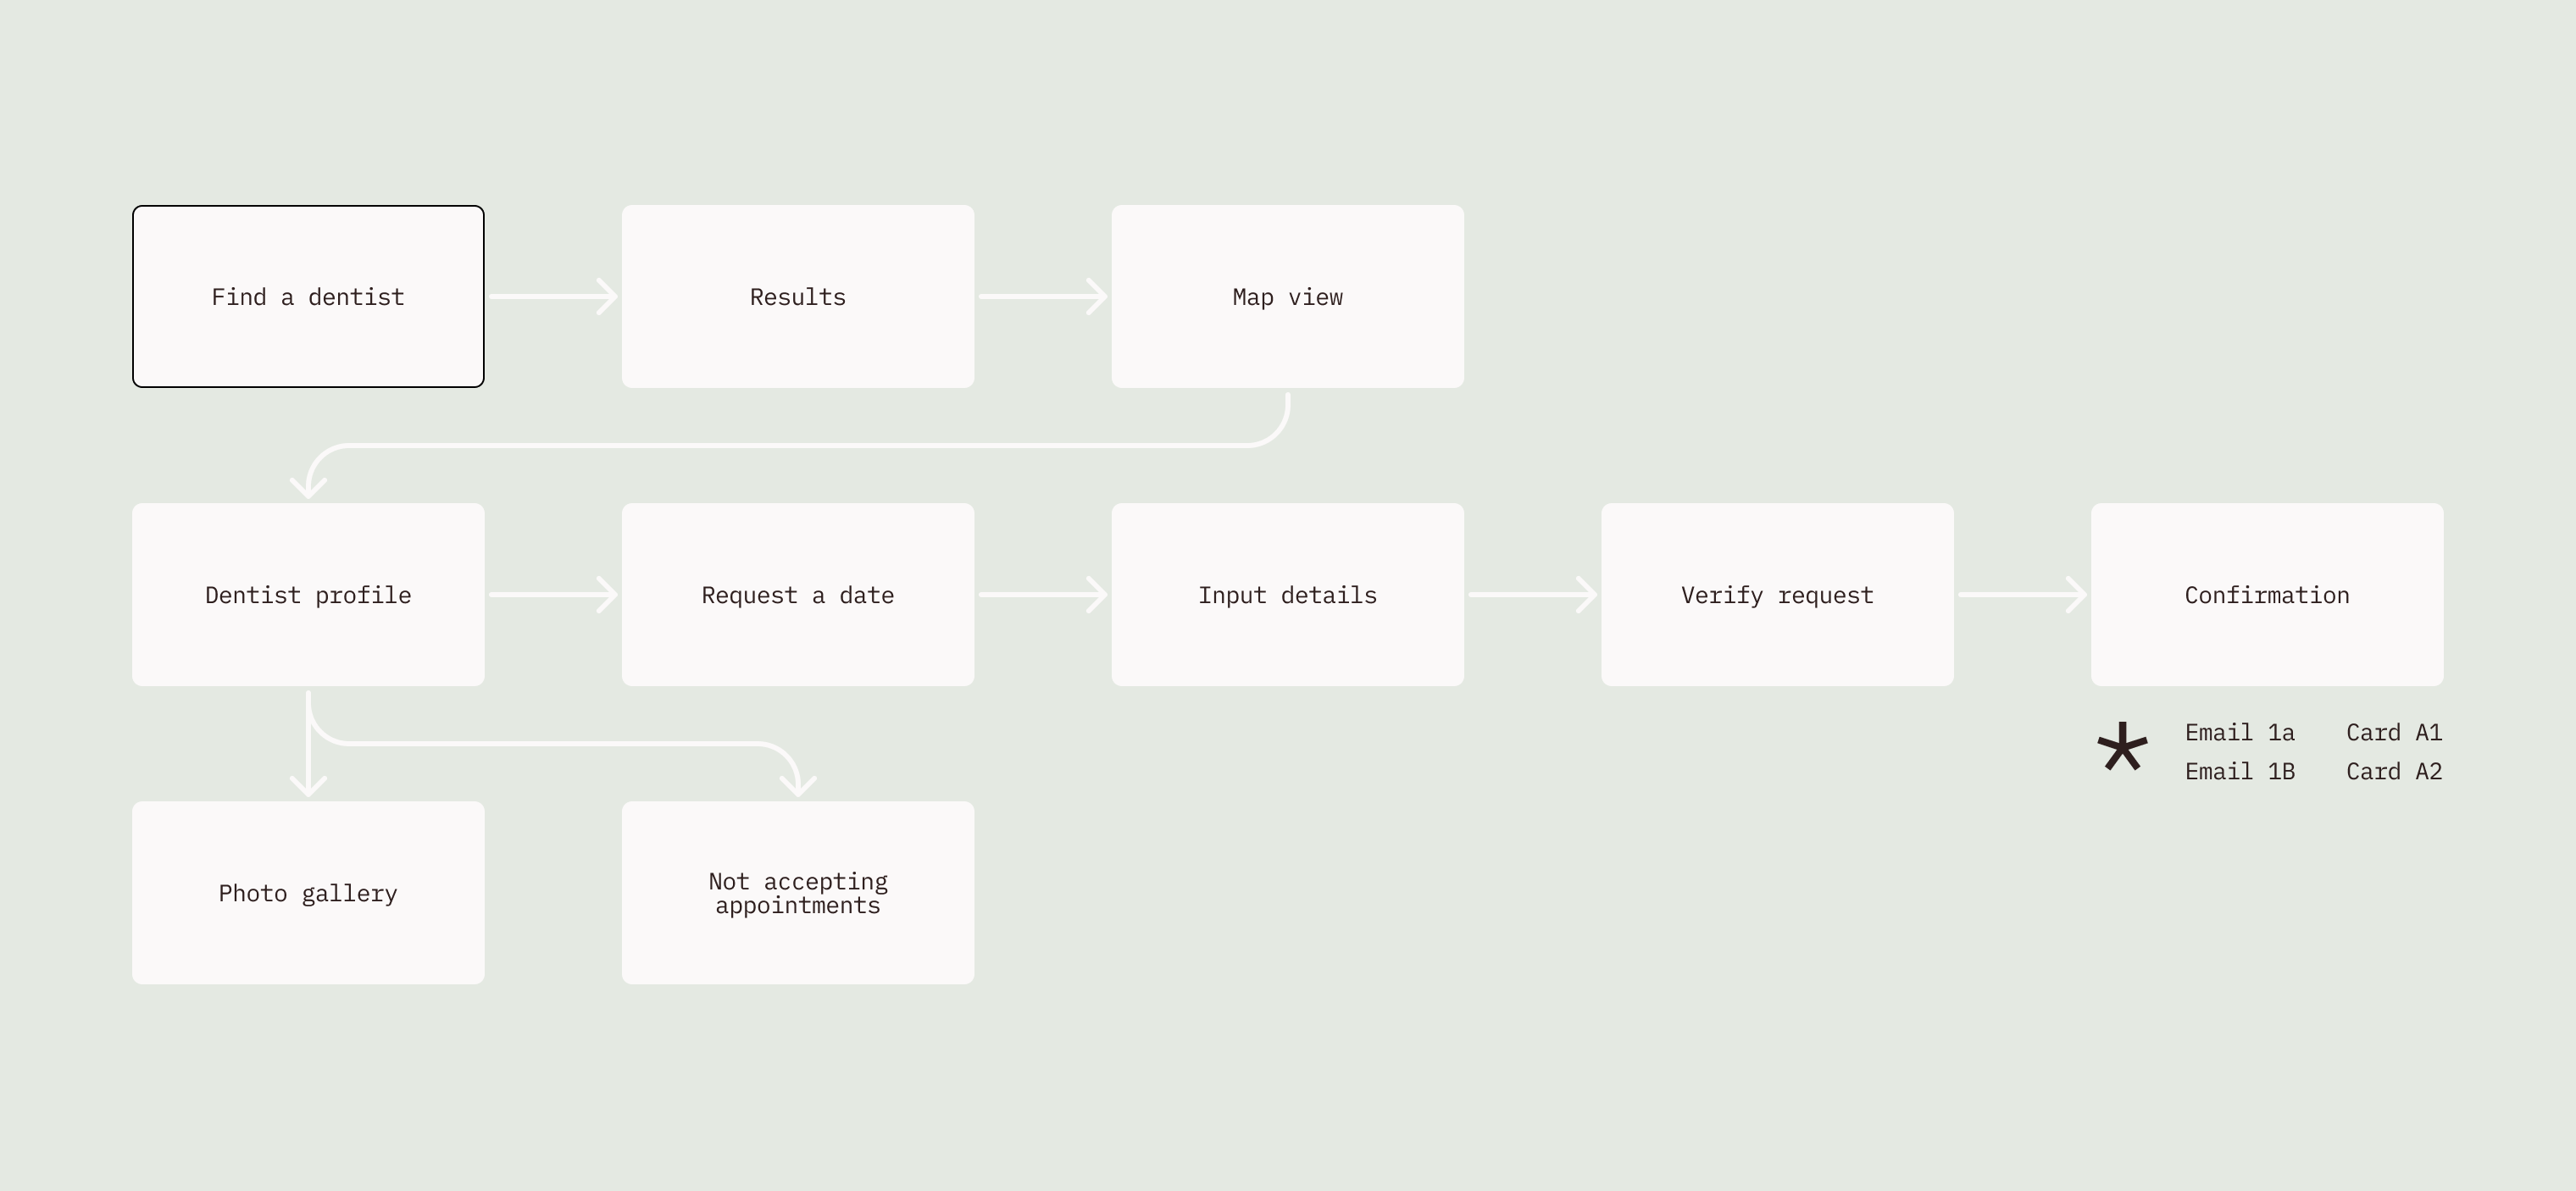 Find a dentist
Results
Map view
Dentist profile
Request a date
Input details
Verify request
Confirmation
* Email 1a Card A1
Email 1B Card A2
Photo gallery
Not accepting
appointments